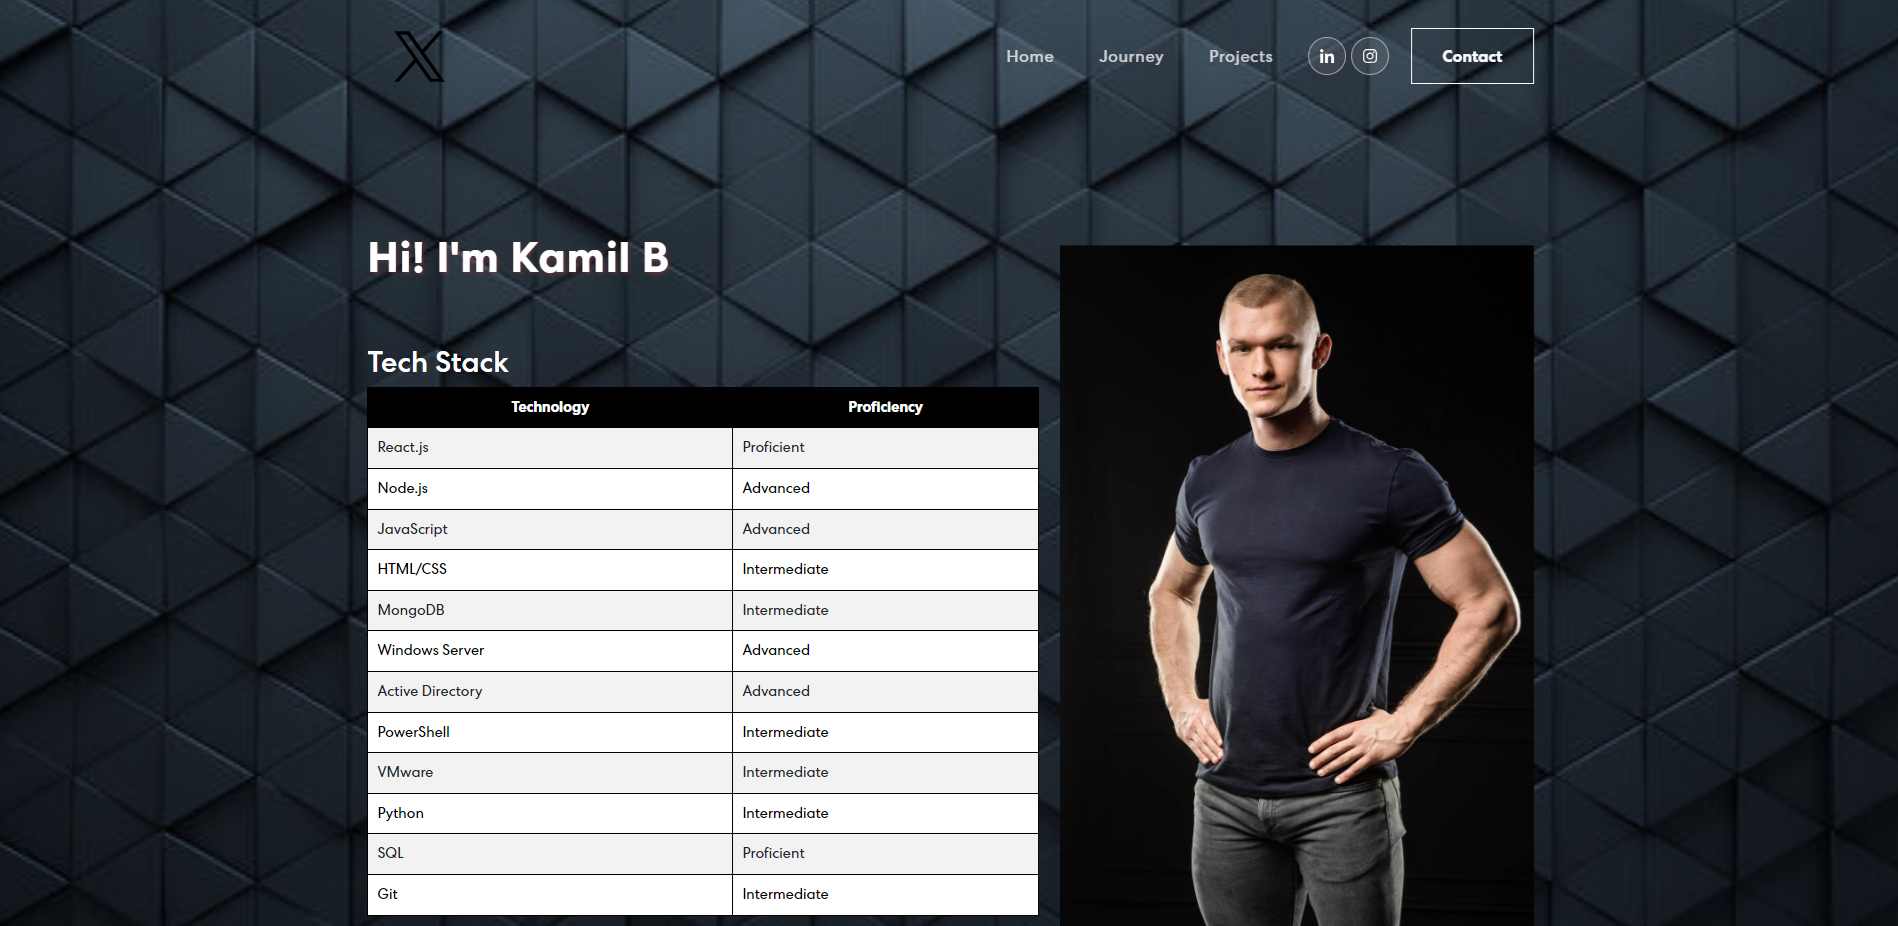 Home Journey Projects in Contact
Hi! I'm Kamil B
Tech Stack
Technology Proficiency
React.js Proficient
Node.js Advanced
JavaScript Advanced
HTML/CSS Intermediate
MongoDB Intermediate
Windows Server Advanced
Active Directory Advanced
PowerShell Intermediate
VMware Intermediate
Python Intermediate
SQL Proficient
Git Intermediate